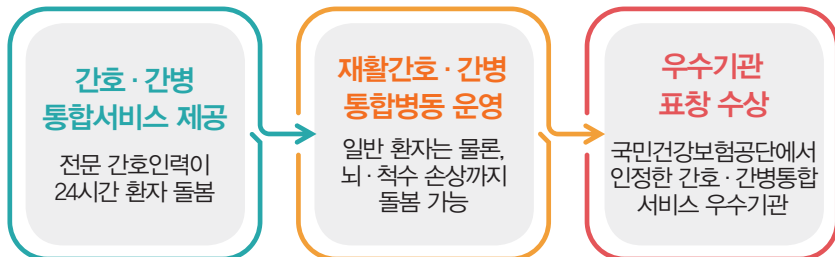 간호 · 간병
통합서비스 제공
전문 간호인력이
24시간 환자 돌봄
재활간호 · 간병
통합병동 운영
일반 환자는 물론,
뇌 · 척수 손상까지
돌봄 가능
우수기관
표창 수상
국민건강보험공단에서
인정한 간호 · 간병통합
서비스 우수기관